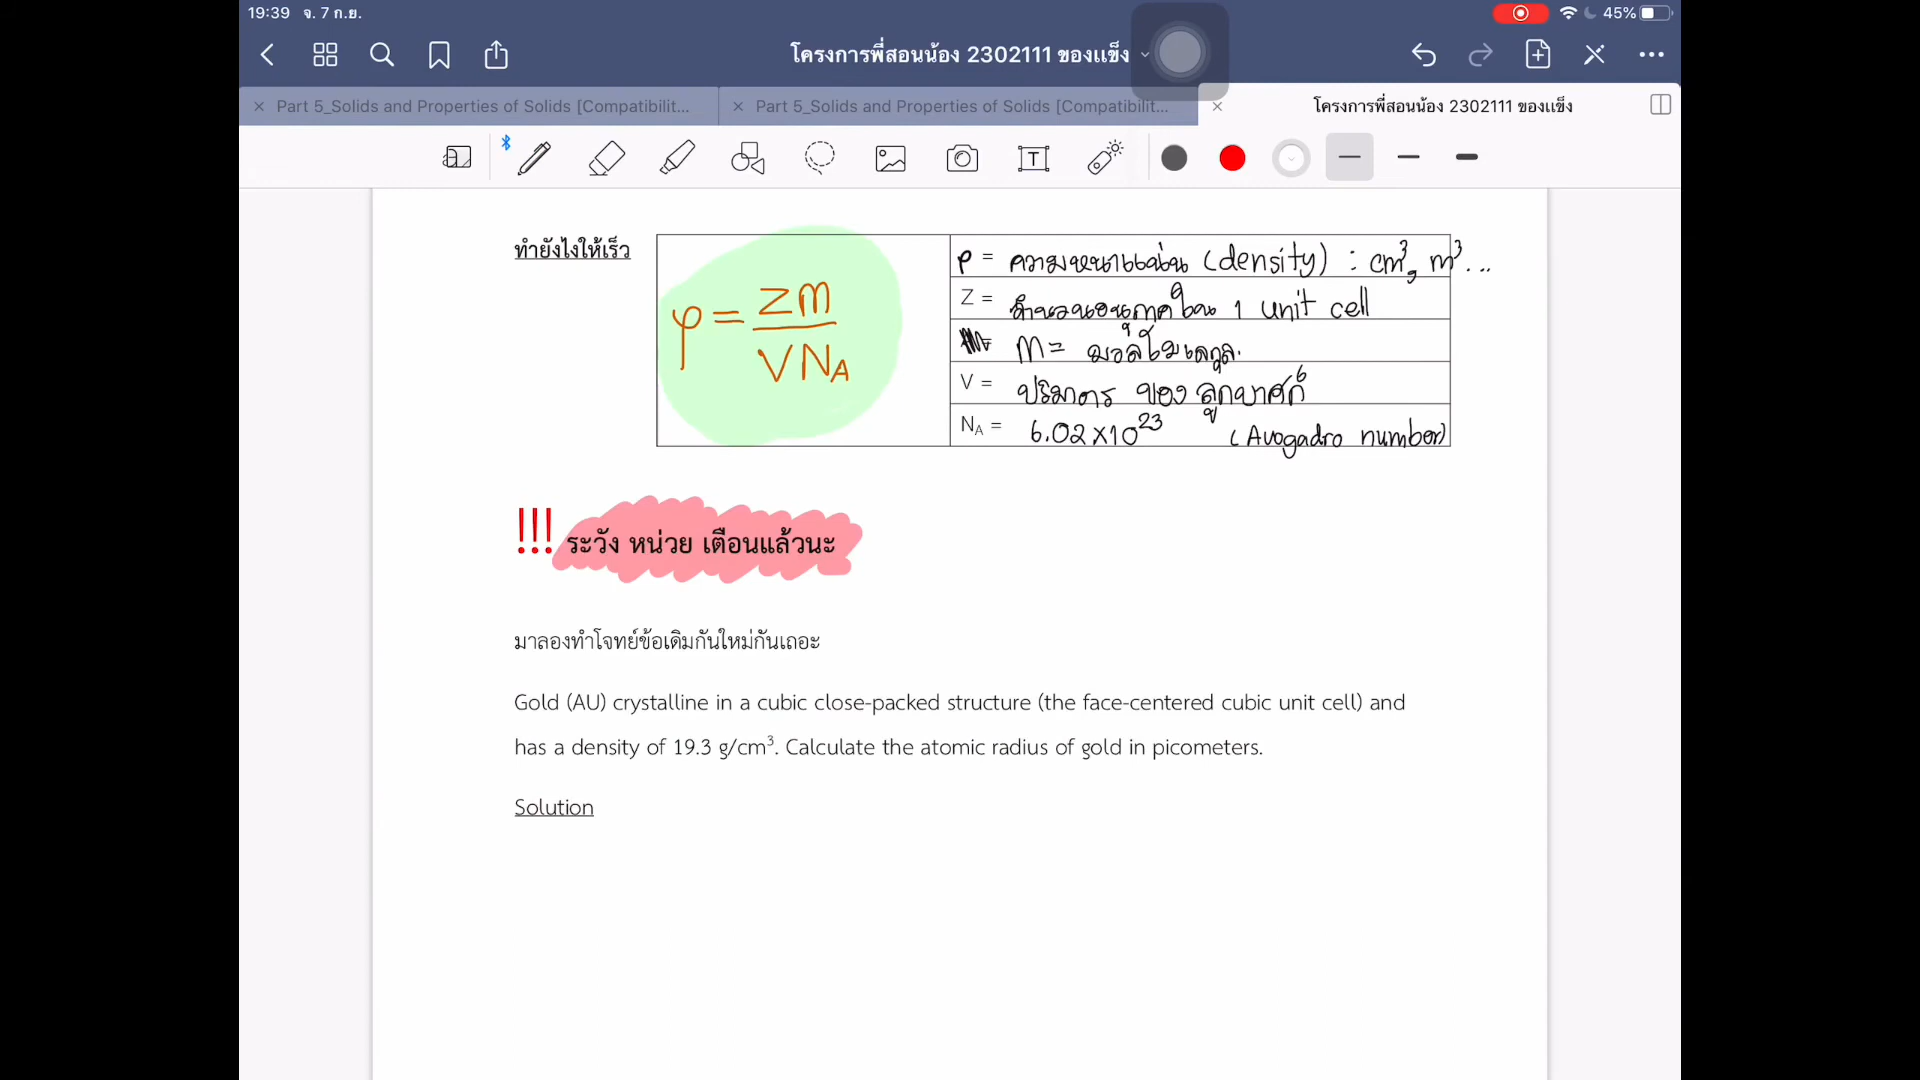 19:39 จ. 7 ก.ย.
45%
โครงการพี่สอนน้อง 2302111 ของแข็ง
Part 5_Solids and Properties of Solids [Compatibilit...
Part 5_Solids and Properties of Solids [Compatibilit...
โครงการพี่สอนน้อง 2302111 ของแข็ง
ทำยังไงให้เร็ว
ρ = ZM / VN_A
ρ = ความหนาแน่น (density) : cm³, m³ ...
Z = จำนวนอนุภาคใน 1 unit cell
M = มวลโมเลกุล.
V = ปริมาตร ของ ลูกบาศก์
N_A = 6.02×10²³ (Avogadro number)
!!! ระวัง หน่วย เตือนแล้วนะ
มาลองทำโจทย์ข้อเดิมกันใหม่กันเถอะ
Gold (AU) crystalline in a cubic close-packed structure (the face-centered cubic unit cell) and
has a density of 19.3 g/cm³. Calculate the atomic radius of gold in picometers.
Solution